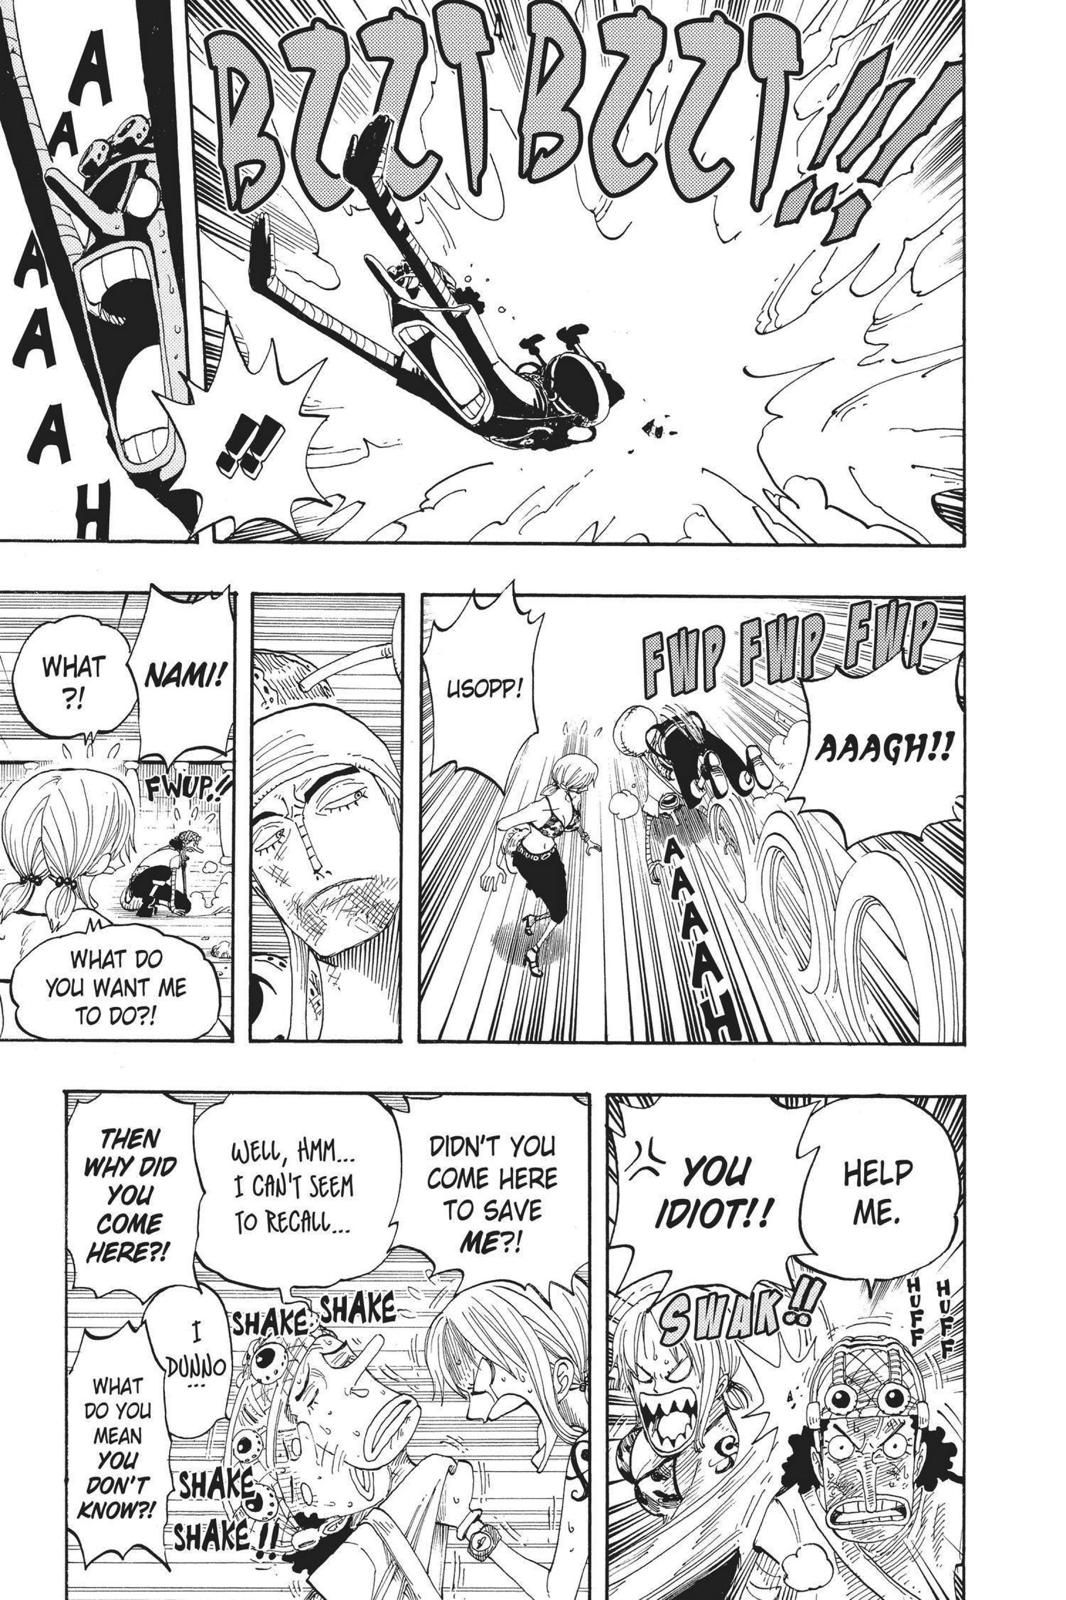 BZZTBZZT!!!
AAAAAAH
!!
FWP FWP FWP
AAAGH!!
USOPP!
AAAAAH
NAMI!
WHAT
?!
FWUP!!
WHAT DO
YOU WANT ME
TO DO?!
HELP
ME.
YOU
IDIOT!!
SWAK!!
HUFF
HUFF
DIDN'T YOU
COME HERE
TO SAVE
ME?!
WELL, HMM...
I CAN'T SEEM
TO RECALL...
THEN
WHY DID
YOU
COME
HERE?!
SHAKE SHAKE
I
DUNNO
...
WHAT
DO YOU
MEAN
YOU
DON'T
KNOW?!
SHAKE
SHAKE!!